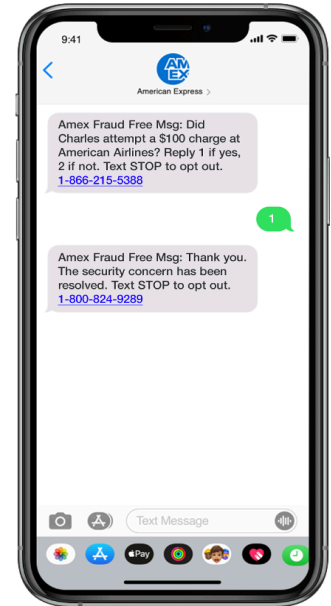 9:41
AM
EX
American Express >
Amex Fraud Free Msg: Did
Charles attempt a $100 charge at
American Airlines? Reply 1 if yes,
2 if not. Text STOP to opt out.
1-866-215-5388
1
Amex Fraud Free Msg: Thank you.
The security concern has been
resolved. Text STOP to opt out.
1-800-824-9289
Text Message
Pay